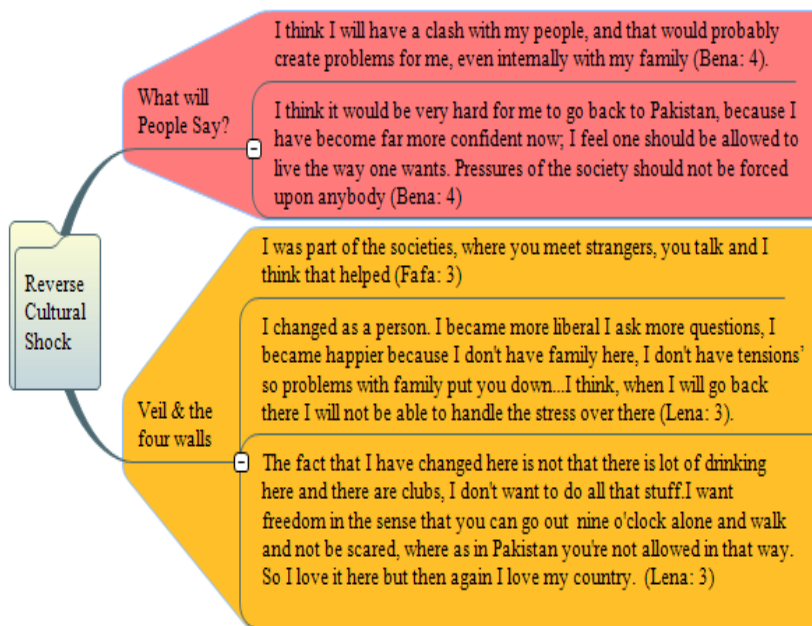 Reverse
Cultural
Shock
What will
People Say?
I think I will have a clash with my people, and that would probably
create problems for me, even internally with my family (Bena: 4).
I think it would be very hard for me to go back to Pakistan, because I
have become far more confident now; I feel one should be allowed to
live the way one wants. Pressures of the society should not be forced
upon anybody (Bena: 4)
Veil & the
four walls
I was part of the societies, where you meet strangers, you talk and I
think that helped (Fafa: 3)
I changed as a person. I became more liberal I ask more questions, I
became happier because I don't have family here, I don't have tensions’
so problems with family put you down...I think, when I will go back
there I will not be able to handle the stress over there (Lena: 3).
The fact that I have changed here is not that there is lot of drinking
here and there are clubs, I don't want to do all that stuff.I want
freedom in the sense that you can go out nine o'clock alone and walk
and not be scared, where as in Pakistan you're not allowed in that way.
So I love it here but then again I love my country. (Lena: 3)